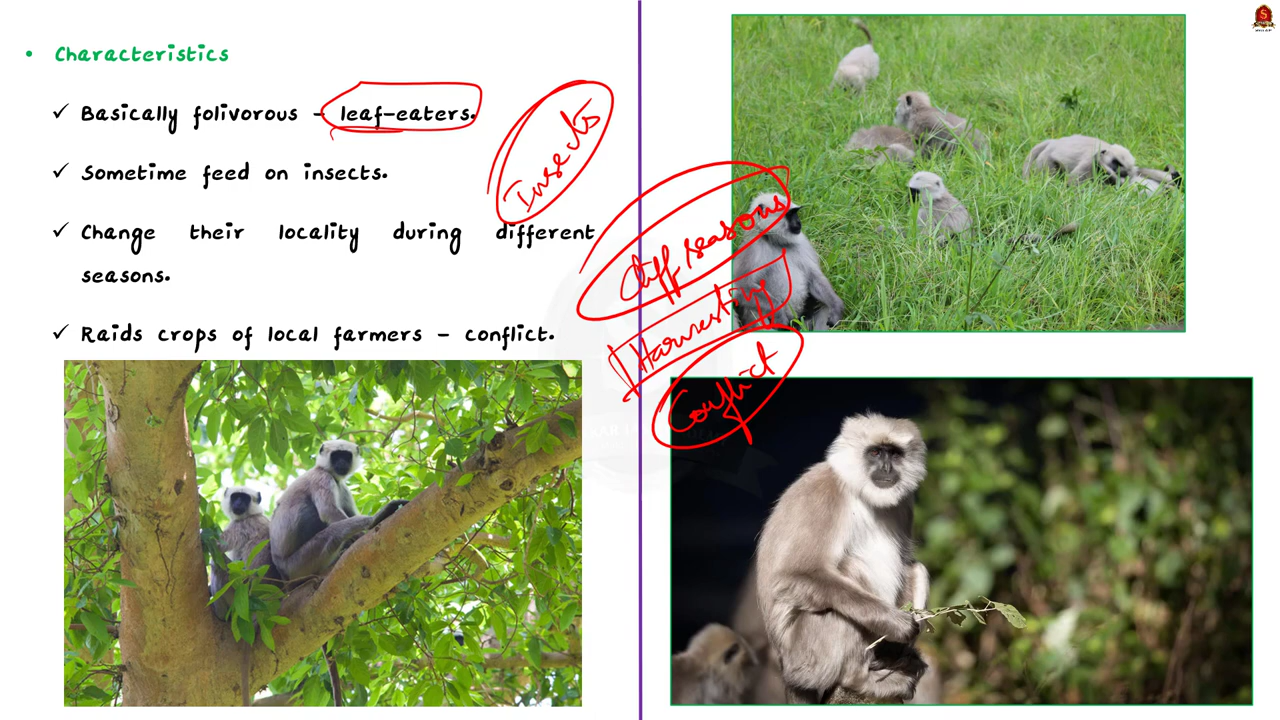 • Characteristics
✓ Basically folivorous - leaf-eaters.
✓ Sometime feed on insects.
✓ Change their locality during different
seasons.
✓ Raids crops of local farmers - conflict.
Insects
diff seasons
Harvesting
Conflict